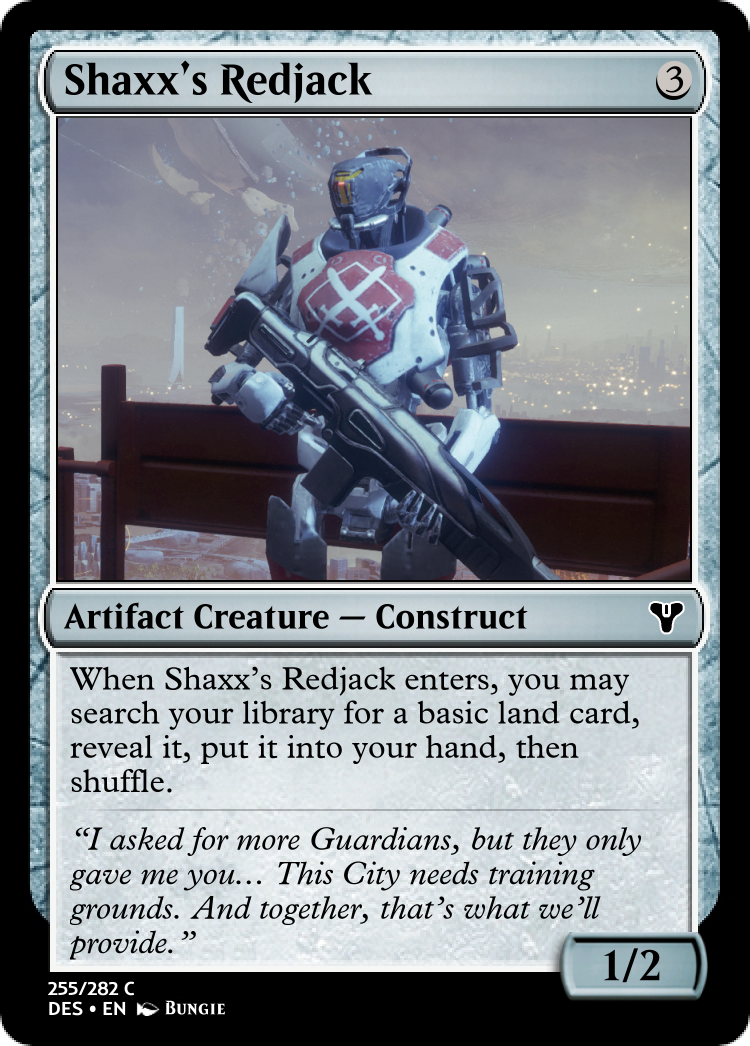 Shaxx's Redjack
3
Artifact Creature — Construct
When Shaxx's Redjack enters, you may
search your library for a basic land card,
reveal it, put it into your hand, then
shuffle.
“I asked for more Guardians, but they only
gave me you… This City needs training
grounds. And together, that's what we'll
provide.”
1/2
255/282 C
DES • EN Bungie